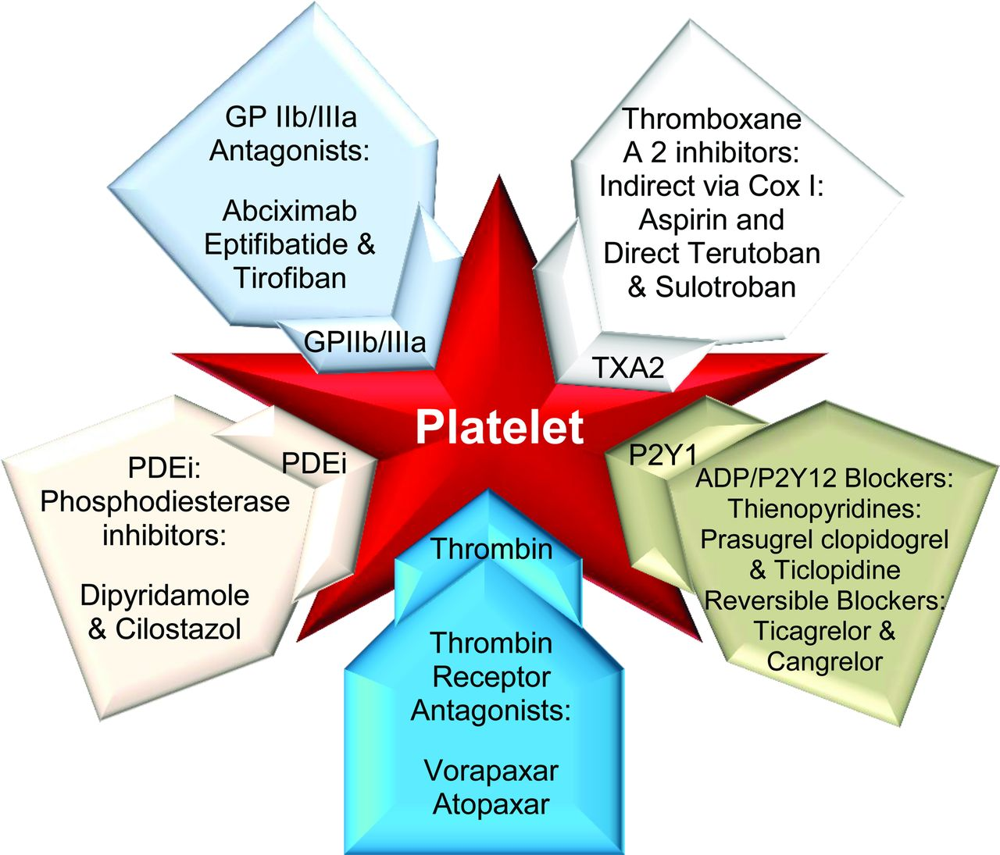 GP IIb/IIIa
Antagonists:
Abciximab
Eptifibatide &
Tirofiban
GPIIb/IIIa
Thromboxane
A 2 inhibitors:
Indirect via Cox I:
Aspirin and
Direct Terutoban
& Sulotroban
TXA2
Platelet
PDEi:
Phosphodiesterase
inhibitors:
Dipyridamole
& Cilostazol
PDEi
P2Y1
ADP/P2Y12 Blockers:
Thienopyridines:
Prasugrel clopidogrel
& Ticlopidine
Reversible Blockers:
Ticagrelor &
Cangrelor
Thrombin
Thrombin
Receptor
Antagonists:
Vorapaxar
Atopaxar